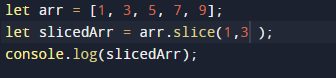 let arr = [1, 3, 5, 7, 9];
let slicedArr = arr.slice(1,3 );
console.log(slicedArr);